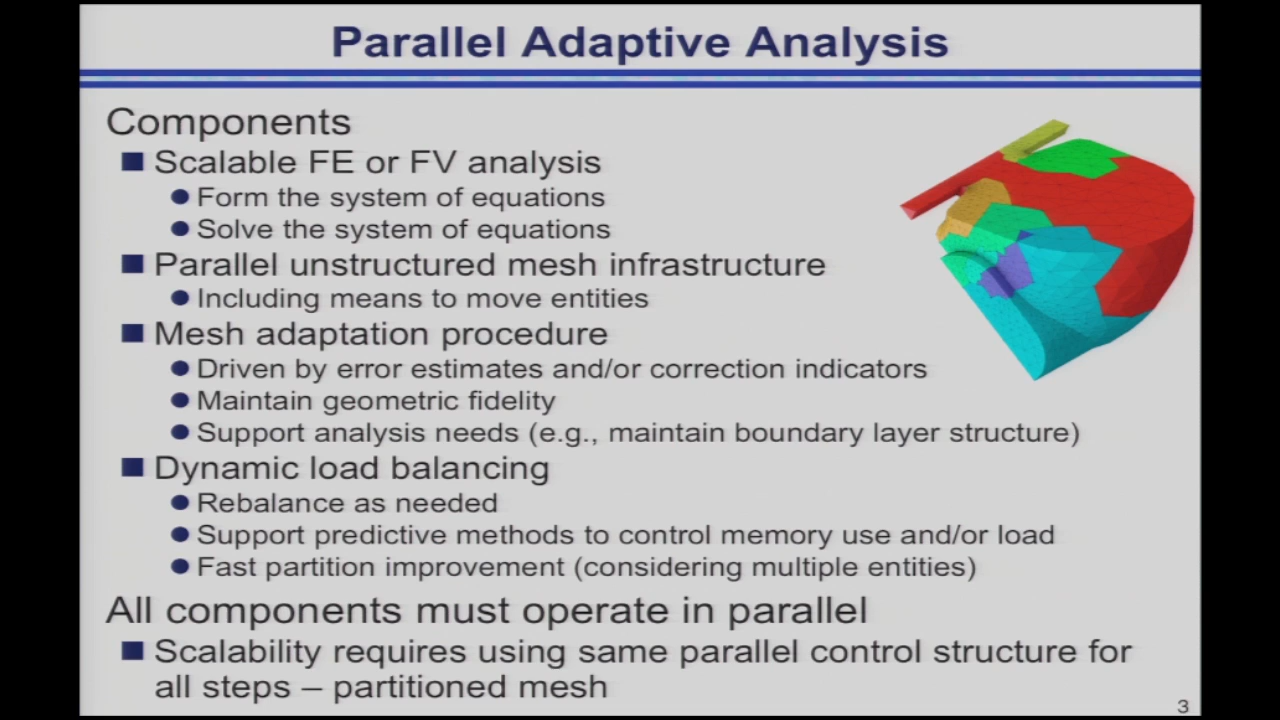 Parallel Adaptive Analysis
Components
Scalable FE or FV analysis
Form the system of equations
Solve the system of equations
Parallel unstructured mesh infrastructure
Including means to move entities
Mesh adaptation procedure
Driven by error estimates and/or correction indicators
Maintain geometric fidelity
Support analysis needs (e.g., maintain boundary layer structure)
Dynamic load balancing
Rebalance as needed
Support predictive methods to control memory use and/or load
Fast partition improvement (considering multiple entities)
All components must operate in parallel
Scalability requires using same parallel control structure for
all steps – partitioned mesh
3